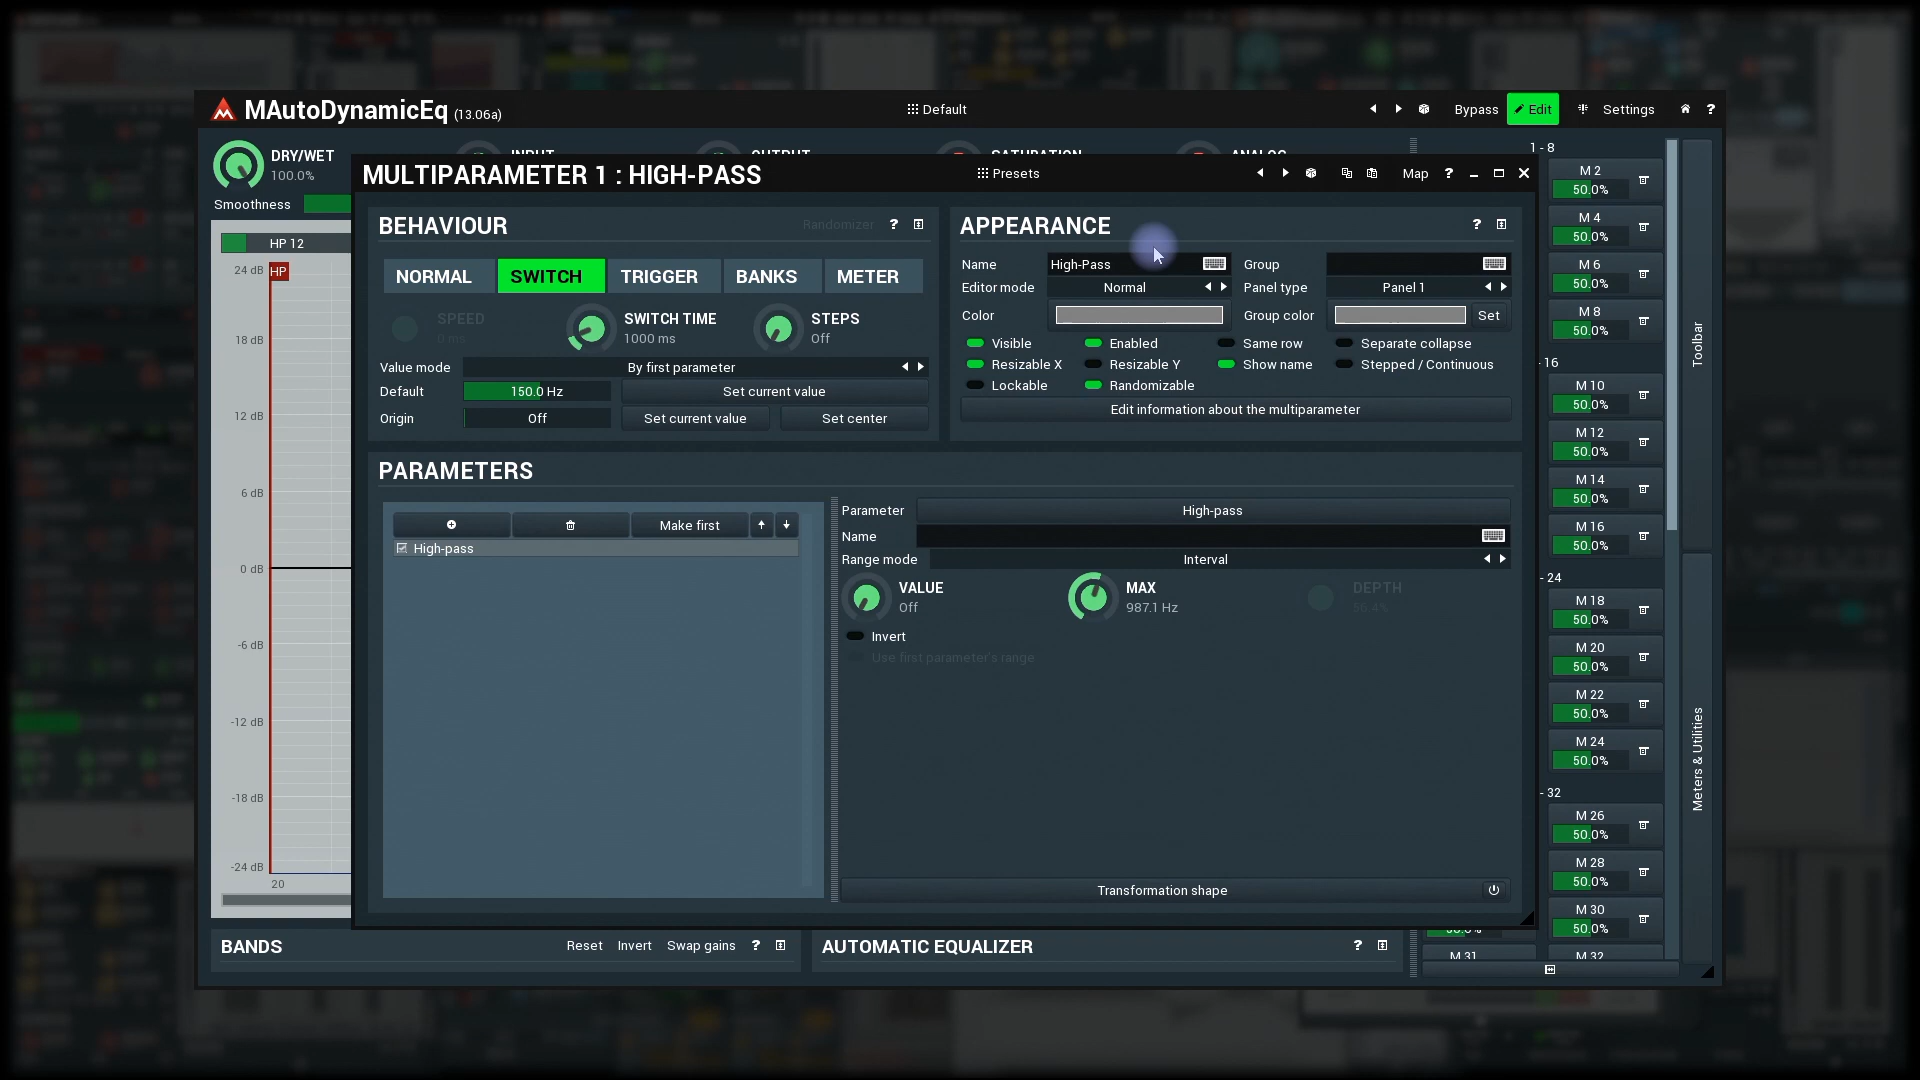 MAutoDynamicEq (13.06a)
Default
Bypass
Edit
Settings
?
DRY/WET
100.0%
INPUT
OUTPUT
SATURATION
ANALOG
Smoothness
HP 12
24 dB
HP
18 dB
12 dB
6 dB
0 dB
-6 dB
-12 dB
-18 dB
-24 dB
20
MULTIPARAMETER 1 : HIGH-PASS
Presets
Map ?
BEHAVIOUR
Randomizer ?
NORMAL SWITCH TRIGGER BANKS METER
SPEED
0 ms
SWITCH TIME
1000 ms
STEPS
Off
Value mode By first parameter
Default 150.0 Hz Set current value
Origin Off Set current value Set center
APPEARANCE ?
Name High-Pass Group
Editor mode Normal Panel type Panel 1
Color Group color Set
Visible Enabled Same row Separate collapse
Resizable X Resizable Y Show name Stepped / Continuous
Lockable Randomizable
Edit information about the multiparameter
PARAMETERS
Make first
High-pass
Parameter High-pass
Name
Range mode Interval
VALUE
Off
MAX
987.1 Hz
DEPTH
56.4%
Invert
Use first parameter's range
Transformation shape
BANDS Reset Invert Swap gains ?
AUTOMATIC EQUALIZER ?
1 - 8
M 2
50.0%
M 4
50.0%
M 6
50.0%
M 8
50.0%
- 16
M 10
50.0%
M 12
50.0%
M 14
50.0%
M 16
50.0%
- 24
M 18
50.0%
M 20
50.0%
M 22
50.0%
M 24
50.0%
- 32
M 26
50.0%
M 28
50.0%
M 30
50.0%
50.0%
M 31
M 32
Toolbar
Meters & Utilities